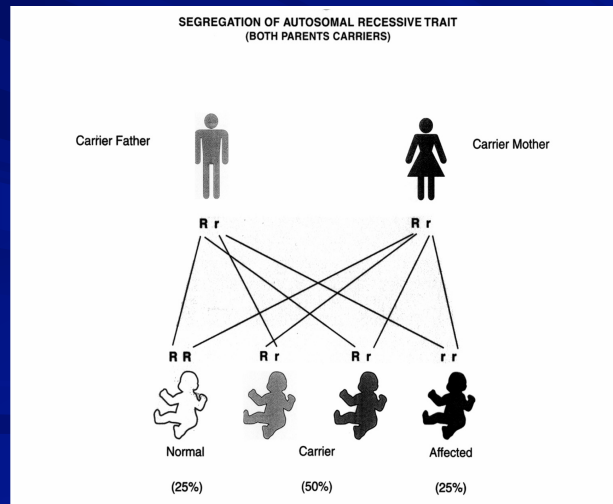 SEGREGATION OF AUTOSOMAL RECESSIVE TRAIT
(BOTH PARENTS CARRIERS)
Carrier Father
Carrier Mother
R r
R r
R R
R r
R r
r r
Normal
Carrier
Affected
(25%)
(50%)
(25%)